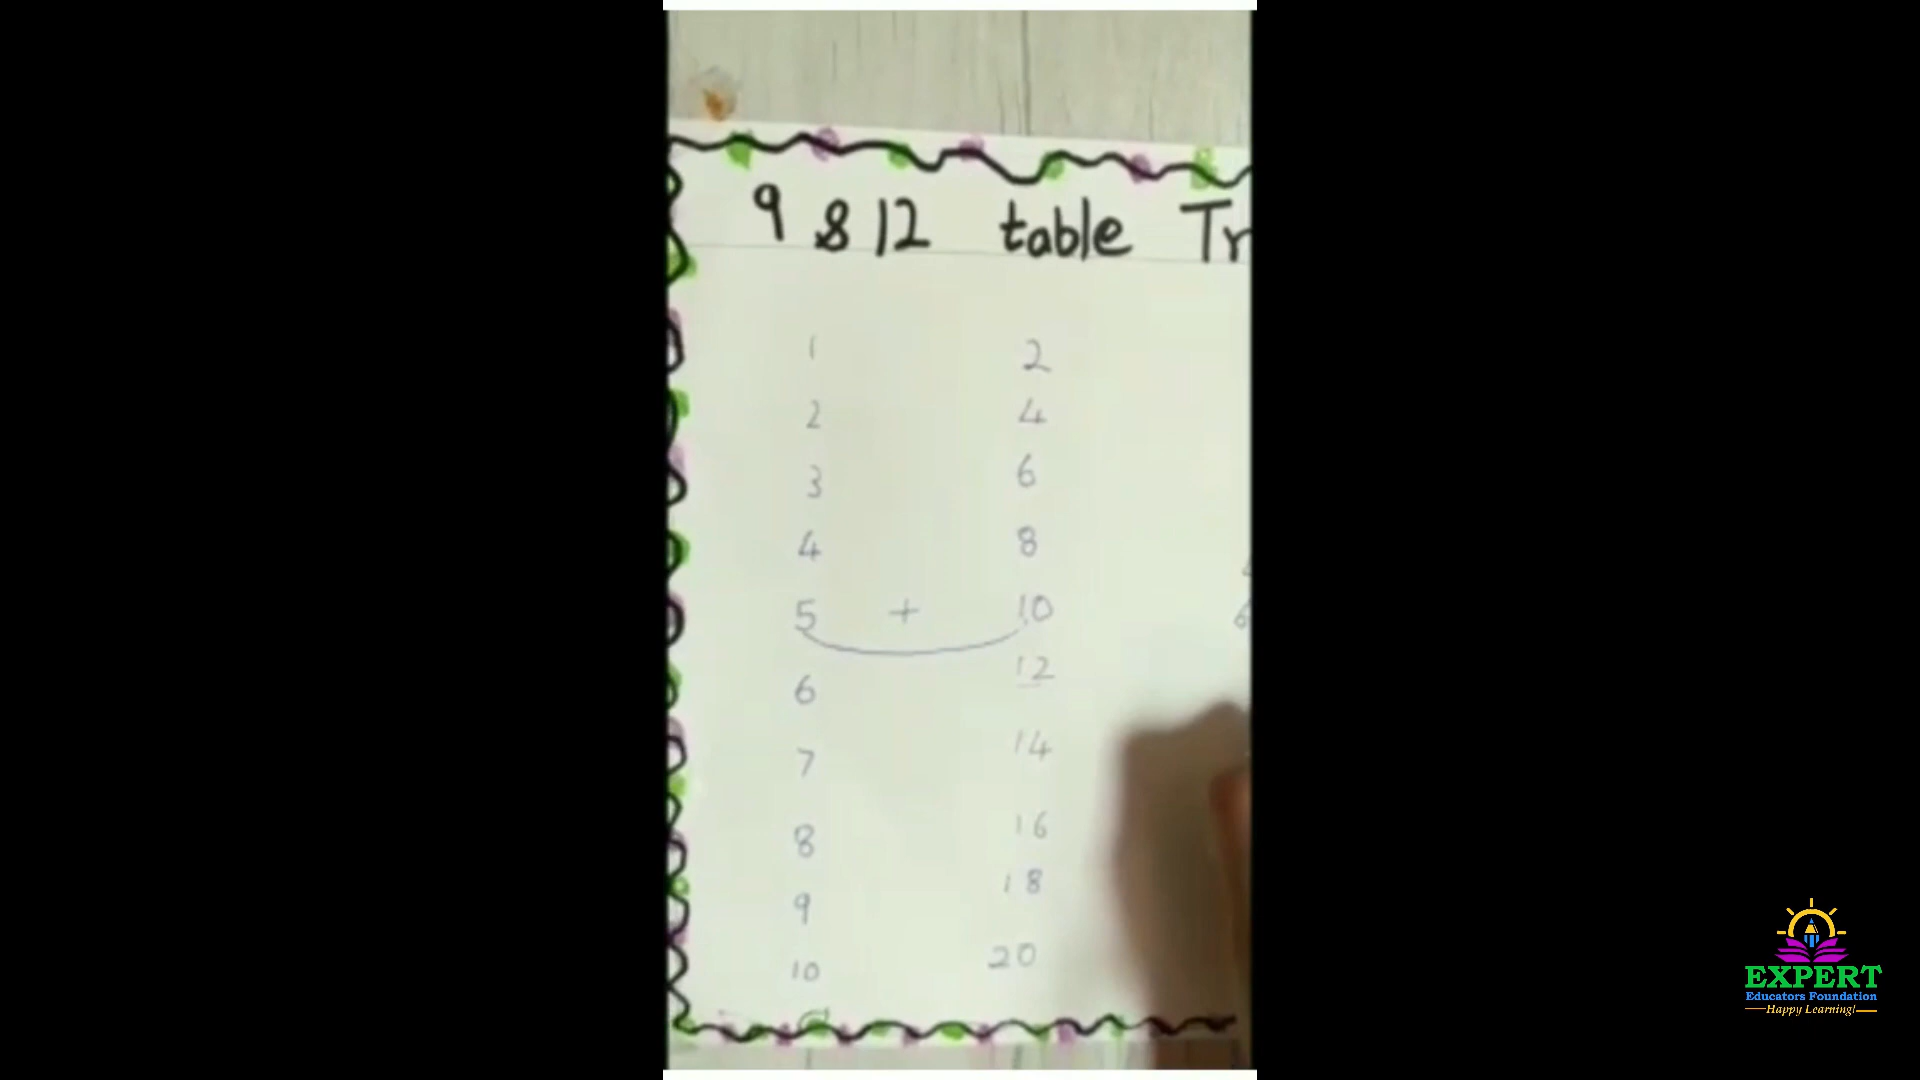 9 & 12 table Tr
1 2
2 4
3 6
4 8
5 + 10
6 12
7 14
8 16
9 18
10 20
EXPERT
Educators Foundation
Happy Learning!